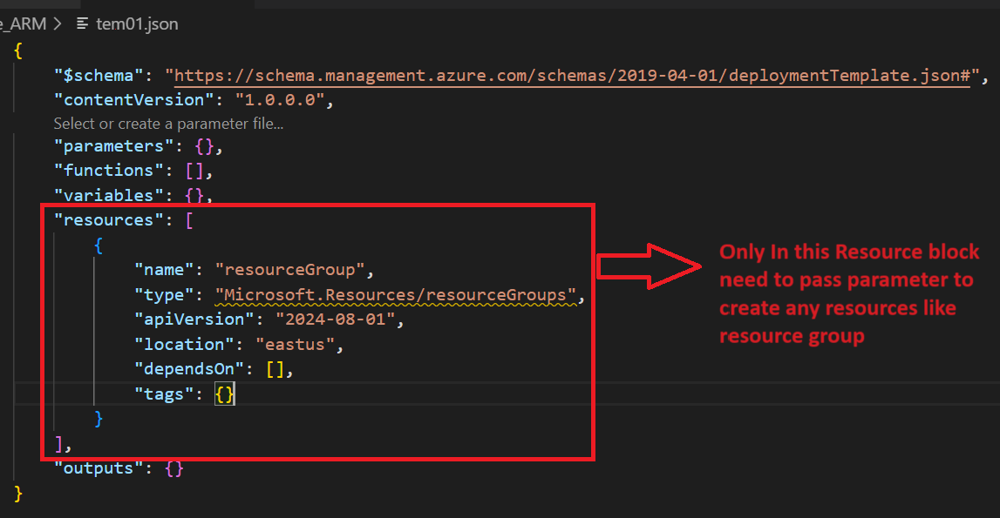 e_ARM > tem01.json
{
"$schema": "https://schema.management.azure.com/schemas/2019-04-01/deploymentTemplate.json#",
"contentVersion": "1.0.0.0",
Select or create a parameter file...
"parameters": {},
"functions": [],
"variables": {},
"resources": [
{
"name": "resourceGroup",
"type": "Microsoft.Resources/resourceGroups",
"apiVersion": "2024-08-01",
"location": "eastus",
"dependsOn": [],
"tags": {}
}
],
"outputs": {}
}
Only In this Resource block
need to pass parameter to
create any resources like
resource group